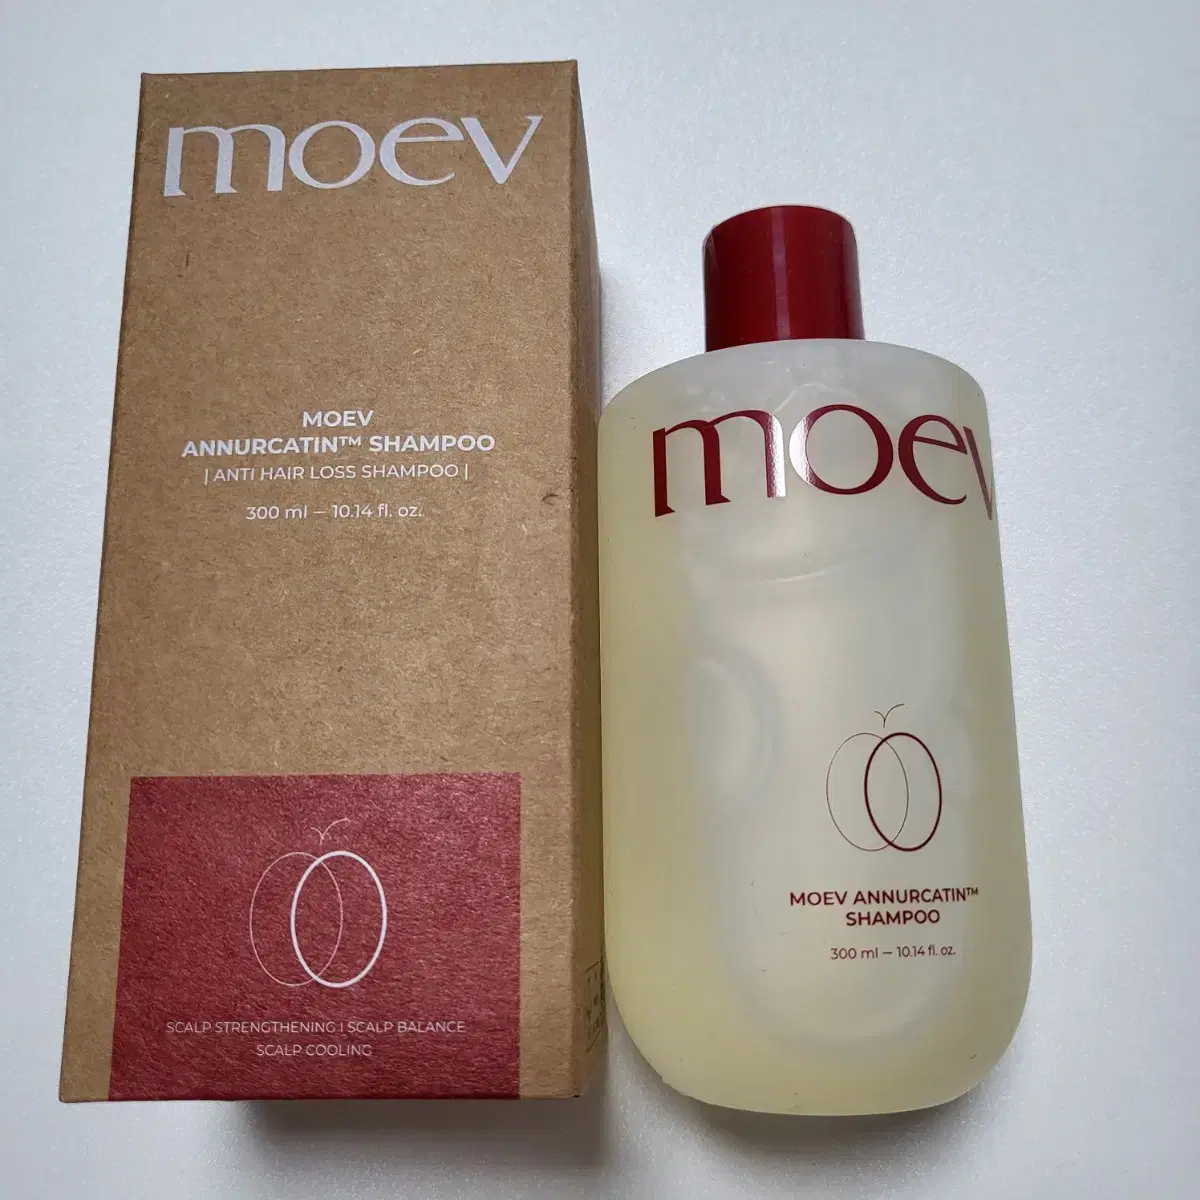 moev
MOEV
ANNURCATIN™ SHAMPOO
| ANTI HAIR LOSS SHAMPOO |
300 ml — 10.14 fl. oz.
SCALP STRENGTHENING | SCALP BALANCE
SCALP COOLING
moev
MOEV ANNURCATIN™
SHAMPOO
300 ml — 10.14 fl. oz.